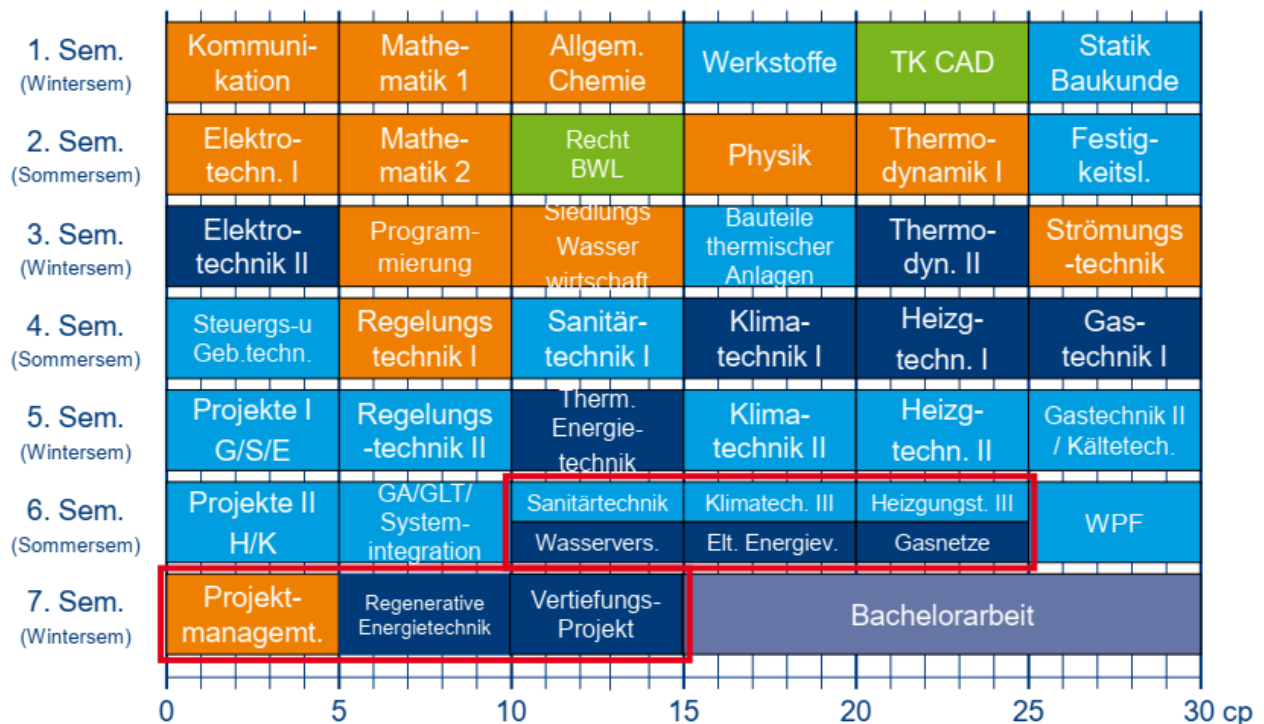 1. Sem.
(Wintersem)
Kommuni-
kation
Mathe-
matik 1
Allgem.
Chemie
Werkstoffe
TK CAD
Statik
Baukunde
2. Sem.
(Sommersem)
Elektro-
techn. I
Mathe-
matik 2
Recht
BWL
Physik
Thermo-
dynamik I
Festig-
keitsl.
3. Sem.
(Wintersem)
Elektro-
technik II
Program-
mierung
Siedlungs
Wasser
wirtschaft
Bauteile
thermischer
Anlagen
Thermo-
dyn. II
Strömungs
-technik
4. Sem.
(Sommersem)
Steuergs-u
Geb.techn.
Regelungs
technik I
Sanitär-
technik I
Klima-
technik I
Heizg-
techn. I
Gas-
technik I
5. Sem.
(Wintersem)
Projekte I
G/S/E
Regelungs
-technik II
Therm.
Energie-
technik
Klima-
technik II
Heizg-
techn. II
Gastechnik II
/ Kältetech.
6. Sem.
(Sommersem)
Projekte II
H/K
GA/GLT/
System-
integration
Sanitärtechnik
Wasservers.
Klimatech. III
Elt. Energiev.
Heizgungst. III
Gasnetze
WPF
7. Sem.
(Wintersem)
Projekt-
managemt.
Regenerative
Energietechnik
Vertiefungs-
Projekt
Bachelorarbeit
0 5 10 15 20 25 30 cp